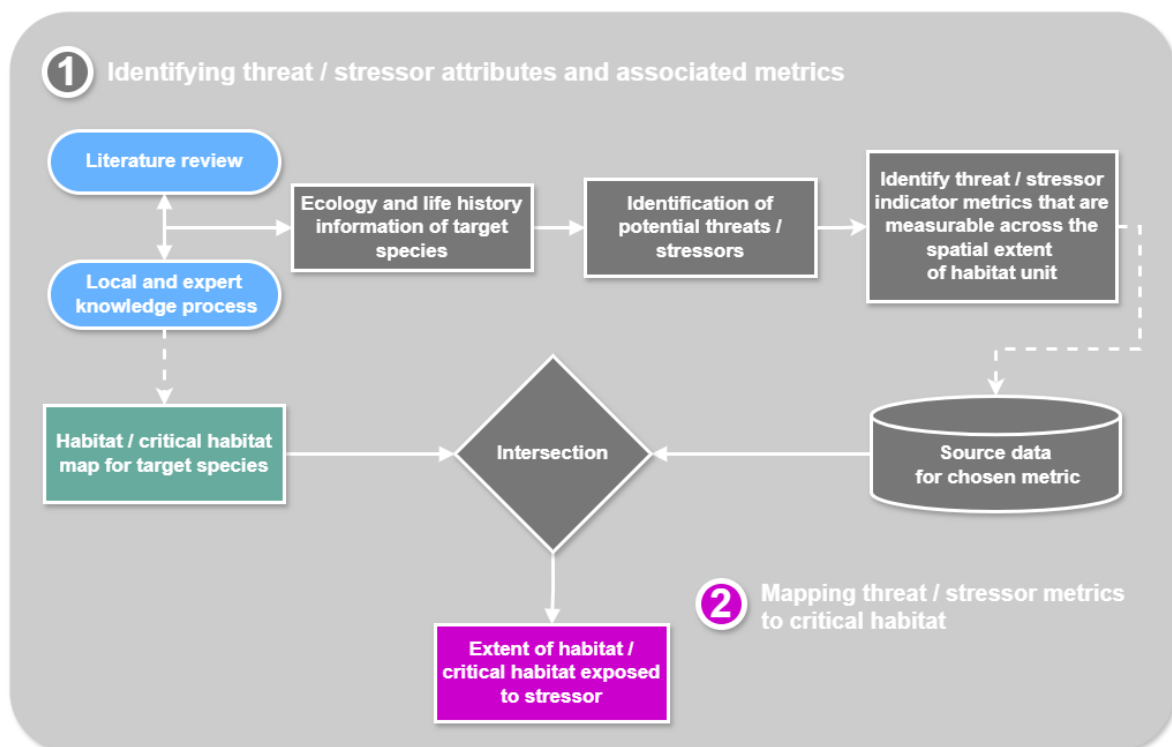 1 Identifying threat / stressor attributes and associated metrics
Literature review
Local and expert
knowledge process
Ecology and life history
information of target
species
Identification of
potential threats /
stressors
Identify threat / stressor
indicator metrics that are
measurable across the
spatial extent
of habitat unit
Habitat / critical habitat
map for target species
Intersection
Source data
for chosen metric
2 Mapping threat / stressor metrics
to critical habitat
Extent of habitat /
critical habitat exposed
to stressor